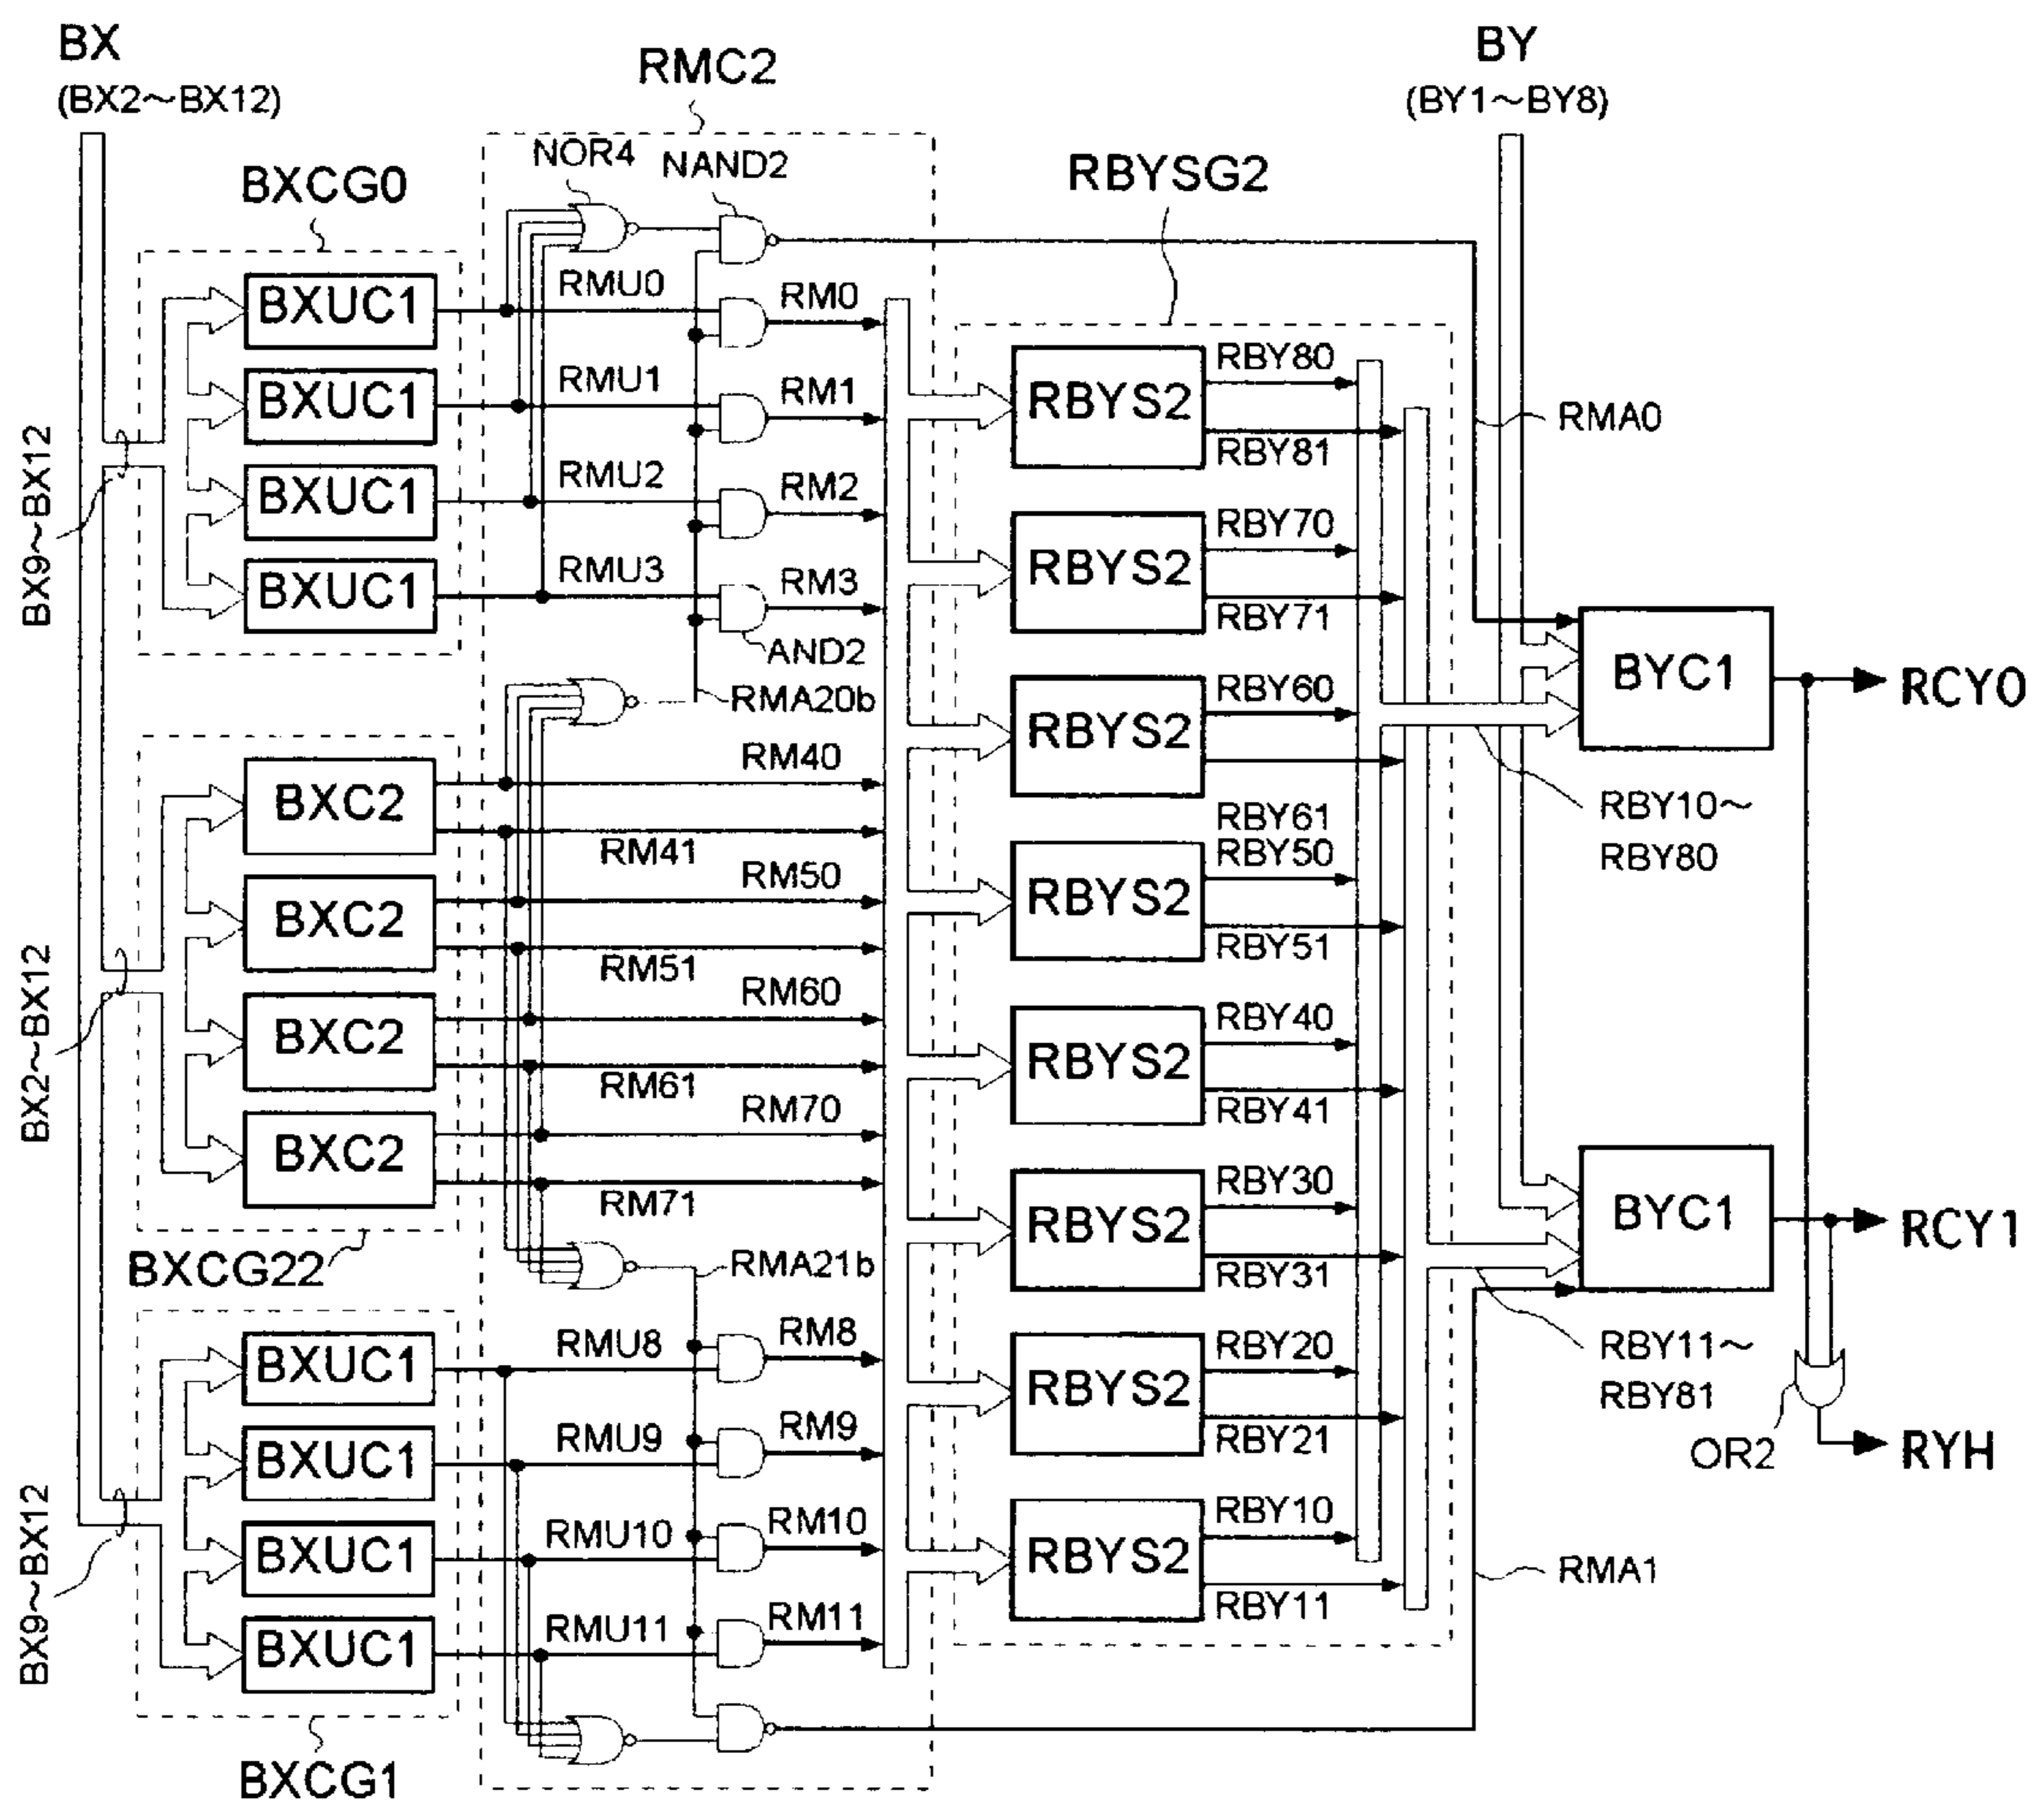 BX
(BX2~BX12)
RMC2
BY
(BY1~BY8)
NOR4
NAND2
RBYSG2
BXCG0
BXUC1
RMU0
RM0
BXUC1
RMU1
RM1
BXUC1
RMU2
RM2
BXUC1
RMU3
RM3
AND2
RMA20b
BX9~BX12
BXC2
RM40
RM41
BXC2
RM50
RM51
BXC2
RM60
RM61
BXC2
RM70
RM71
BXCG22
BX2~BX12
RMA21b
BXUC1
RMU8
RM8
BXUC1
RMU9
RM9
BXUC1
RMU10
RM10
BXUC1
RMU11
RM11
BX9~BX12
BXCG1
RBYS2
RBY80
RBY81
RBYS2
RBY70
RBY71
RBYS2
RBY60
RBY61
RBYS2
RBY50
RBY51
RBYS2
RBY40
RBY41
RBYS2
RBY30
RBY31
RBYS2
RBY20
RBY21
RBYS2
RBY10
RBY11
RMA0
BYC1
RCY0
RBY10~
RBY80
BYC1
RCY1
RBY11~
RBY81
OR2
RYH
RMA1